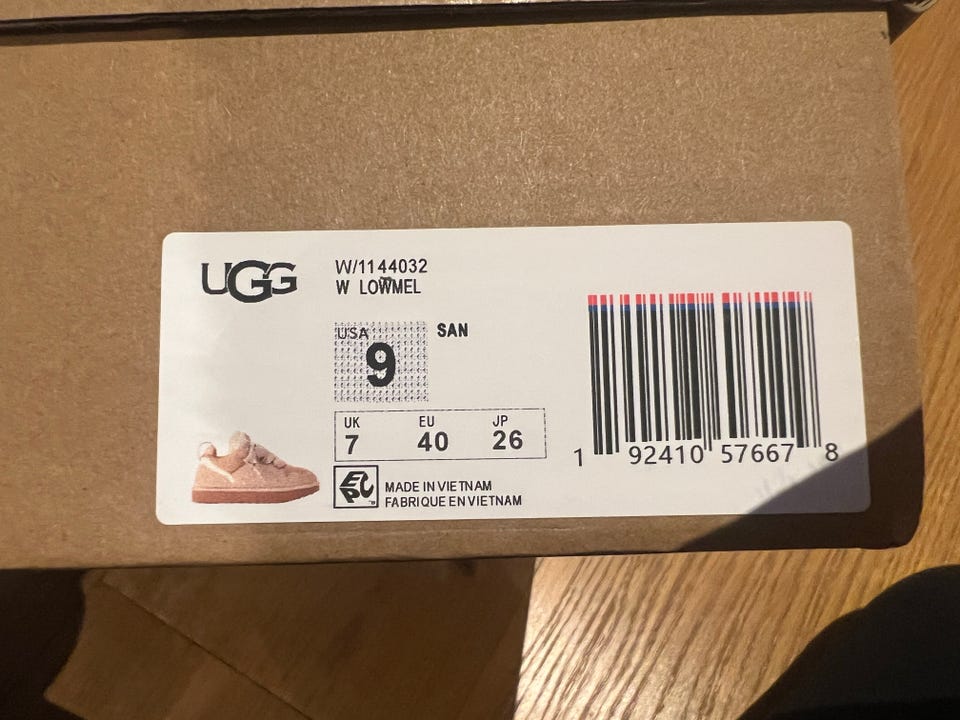 UGG
W/1144032
W LOWMEL
USA
9
SAN
UK EU JP
7 40 26
MADE IN VIETNAM
FABRIQUE EN VIETNAM
1 92410 57667 8